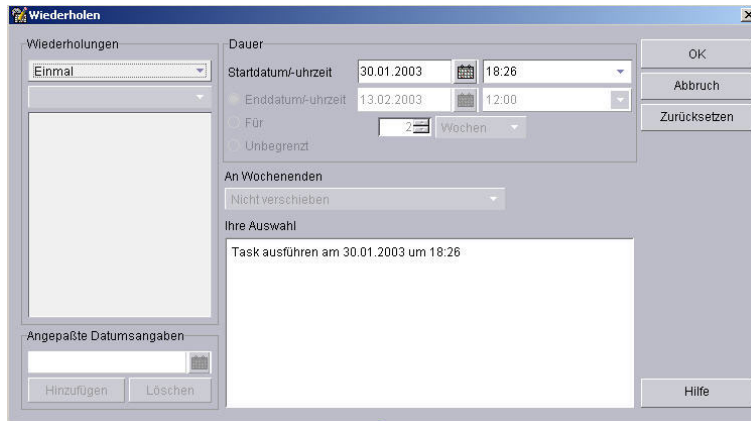 Wiederholen
Wiederholungen
Einmal
Angepaßte Datumsangaben
Hinzufügen
Löschen
Dauer
Startdatum/-uhrzeit 30.01.2003 18:26
Enddatum/-uhrzeit 13.02.2003 12:00
Für 2 Wochen
Unbegrenzt
An Wochenenden
Nicht verschieben
Ihre Auswahl
Task ausführen am 30.01.2003 um 18:26
OK
Abbruch
Zurücksetzen
Hilfe